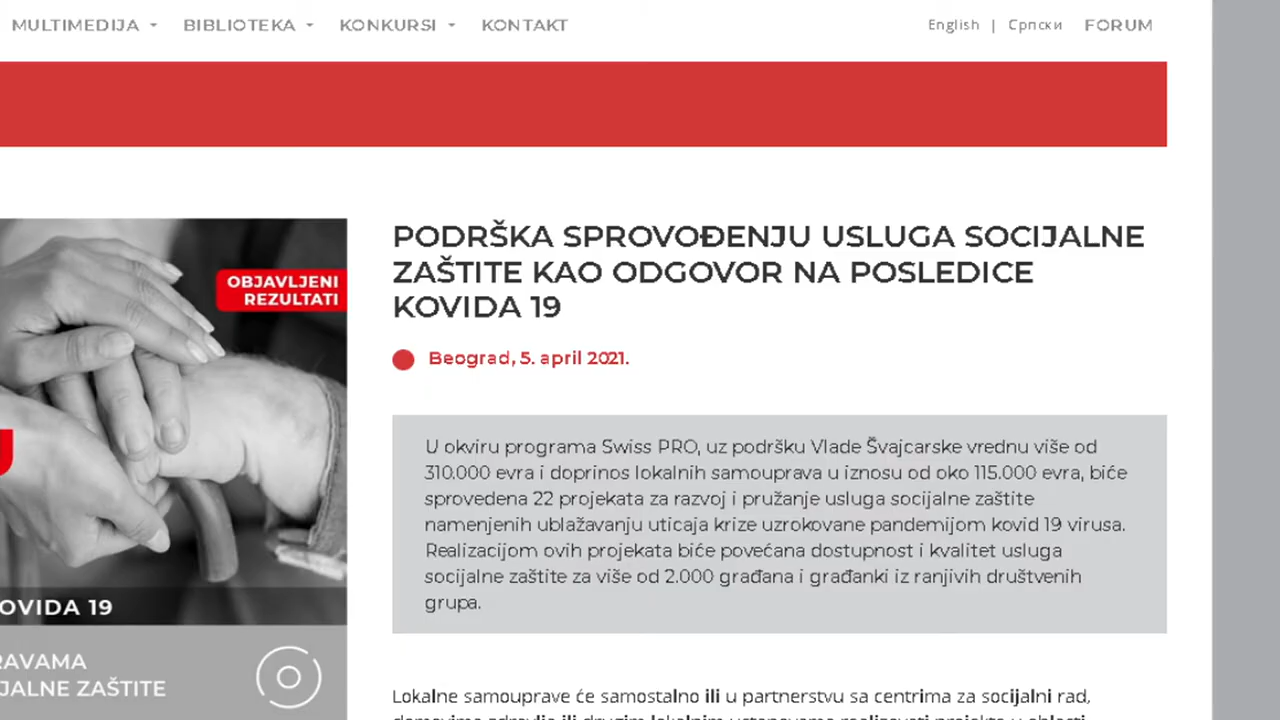 MULTIMEDIJA BIBLIOTEKA KONKURSI KONTAKT English | Српски FORUM
OBJAVLJENI
REZULTATI
OVIDA 19
RAVAMA
JALNE ZAŠTITE
PODRŠKA SPROVOĐENJU USLUGA SOCIJALNE
ZAŠTITE KAO ODGOVOR NA POSLEDICE
KOVIDA 19
Beograd, 5. april 2021.
U okviru programa Swiss PRO, uz podršku Vlade Švajcarske vrednu više od
310.000 evra i doprinos lokalnih samouprava u iznosu od oko 115.000 evra, biće
sprovedena 22 projekata za razvoj i pružanje usluga socijalne zaštite
namenjenih ublažavanju uticaja krize uzrokovane pandemijom kovid 19 virusa.
Realizacijom ovih projekata biće povećana dostupnost i kvalitet usluga
socijalne zaštite za više od 2.000 građana i građanki iz ranjivih društvenih
grupa.
Lokalne samouprave će samostalno ili u partnerstvu sa centrima za socijalni rad,